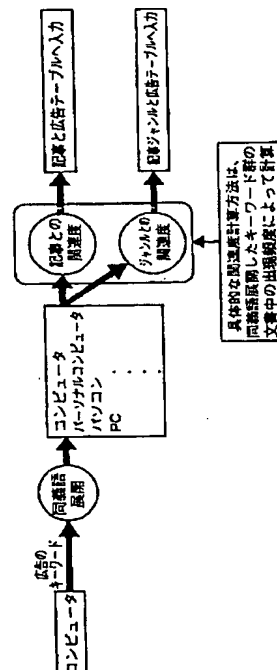 コンピュータ
広告の
キーワード
同義語
展開
コンピュータ
パーソナルコンピュータ
パソコン
PC
記事との
関連度
ジャンルとの
関連度
記事と広告テーブルへ入力
記事ジャンルと広告テーブルへ入力
具体的な関連度計算方法は、
同義語展開したキーワード群の
文書中の出現頻度によって計算